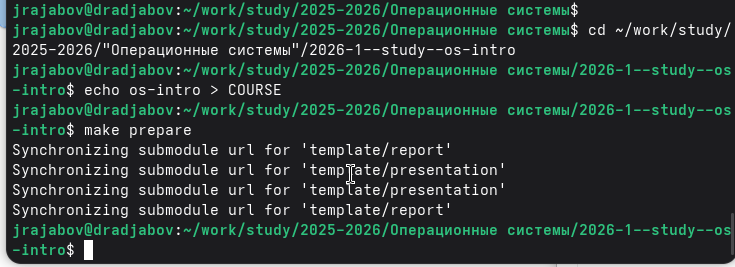 jrajabov@dradjabov:~/work/study/2025-2026/Операционные системы$
jrajabov@dradjabov:~/work/study/2025-2026/Операционные системы$ cd ~/work/study/
2025-2026/"Операционные системы"/2026-1--study--os-intro
jrajabov@dradjabov:~/work/study/2025-2026/Операционные системы/2026-1--study--os
-intro$ echo os-intro > COURSE
jrajabov@dradjabov:~/work/study/2025-2026/Операционные системы/2026-1--study--os
-intro$ make prepare
Synchronizing submodule url for 'template/report'
Synchronizing submodule url for 'template/presentation'
Synchronizing submodule url for 'template/presentation'
Synchronizing submodule url for 'template/report'
jrajabov@dradjabov:~/work/study/2025-2026/Операционные системы/2026-1--study--os
-intro$